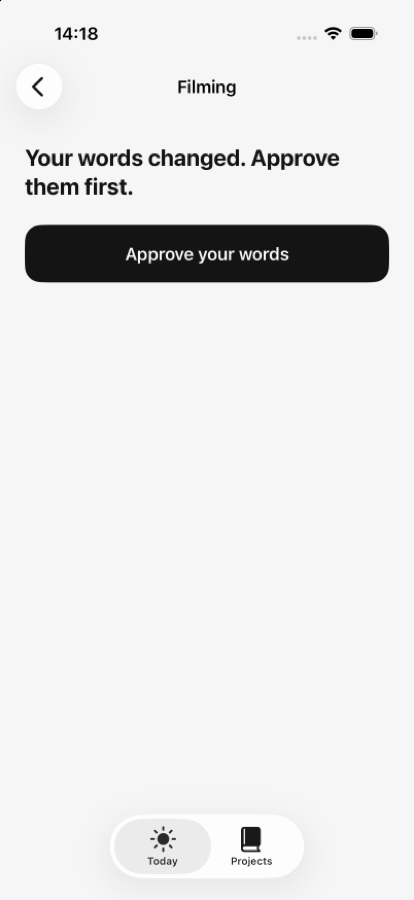 14:18
Filming
Your words changed. Approve
them first.
Approve your words
Today
Projects